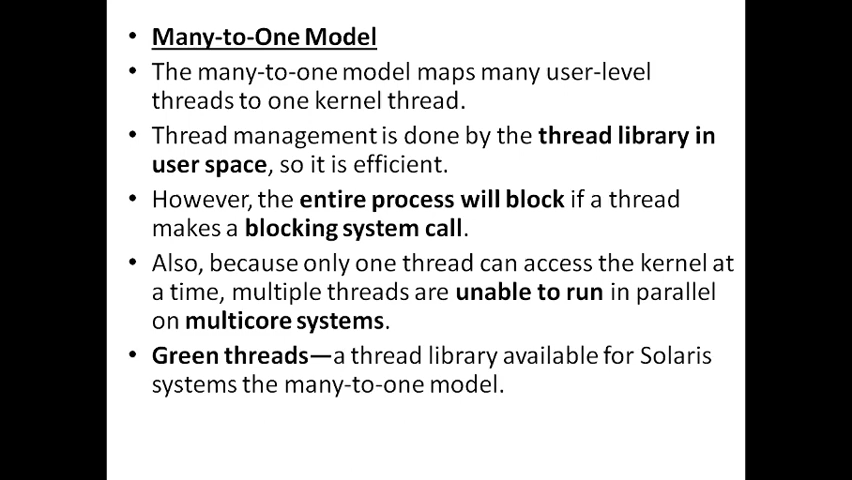 • Many-to-One Model
• The many-to-one model maps many user-level
threads to one kernel thread.
• Thread management is done by the thread library in
user space, so it is efficient.
• However, the entire process will block if a thread
makes a blocking system call.
• Also, because only one thread can access the kernel at
a time, multiple threads are unable to run in parallel
on multicore systems.
• Green threads—a thread library available for Solaris
systems the many-to-one model.